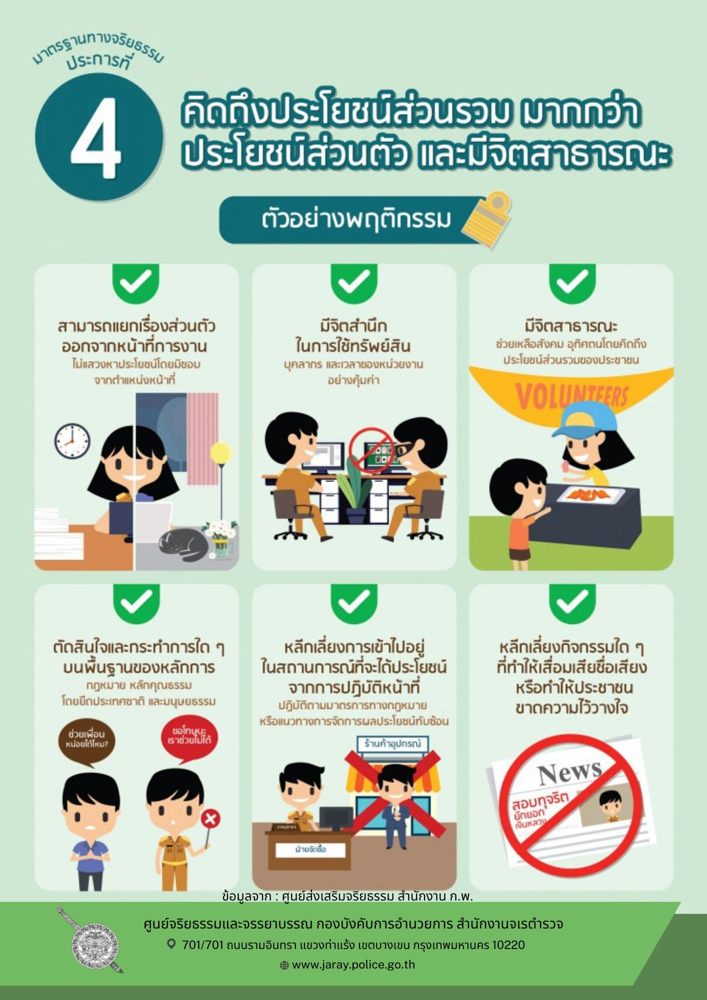 มาตรฐานทางจริยธรรม
ประการที่
4
คิดถึงประโยชน์ส่วนรวม มากกว่า
ประโยชน์ส่วนตัว และมีจิตสาธารณะ
ตัวอย่างพฤติกรรม
สามารถแยกเรื่องส่วนตัว
ออกจากหน้าที่การงาน
ไม่แสวงหาประโยชน์โดยมิชอบ
จากตำแหน่งหน้าที่
มีจิตสำนึก
ในการใช้ทรัพย์สิน
บุคลากร และเวลาของหน่วยงาน
อย่างคุ้มค่า
มีจิตสาธารณะ
ช่วยเหลือสังคม อุทิศตนโดยคิดถึง
ประโยชน์ส่วนรวมของประชาชน
VOLUNTEERS
ตัดสินใจและกระทำการใด ๆ
บนพื้นฐานของหลักการ
กฎหมาย หลักคุณธรรม
โดยยึดประเทศชาติ และมนุษยธรรม
ช่วยเพื่อน
หน่อยได้ไหม?
ขอโทษนะ
เราช่วยไม่ได้
หลีกเลี่ยงการเข้าไปอยู่
ในสถานการณ์ที่จะได้ประโยชน์
จากการปฏิบัติหน้าที่
ปฏิบัติตามมาตรการทางกฎหมาย
หรือแนวทางการจัดการผลประโยชน์ทับซ้อน
ร้านค้าอุปกรณ์
ฝ่ายจัดซื้อ
หลีกเลี่ยงกิจกรรมใด ๆ
ที่ทำให้เสื่อมเสียชื่อเสียง
หรือทำให้ประชาชน
ขาดความไว้วางใจ
News
สอบทุจริต
ยักยอก
เงินหลวง
ข้อมูลจาก : ศูนย์ส่งเสริมจริยธรรม สำนักงาน ก.พ.
ศูนย์จริยธรรมและจรรยาบรรณ กองบังคับการอำนวยการ สำนักงานจเรตำรวจ
701/701 ถนนรามอินทรา แขวงท่าแร้ง เขตบางเขน กรุงเทพมหานคร 10220
www.jaray.police.go.th